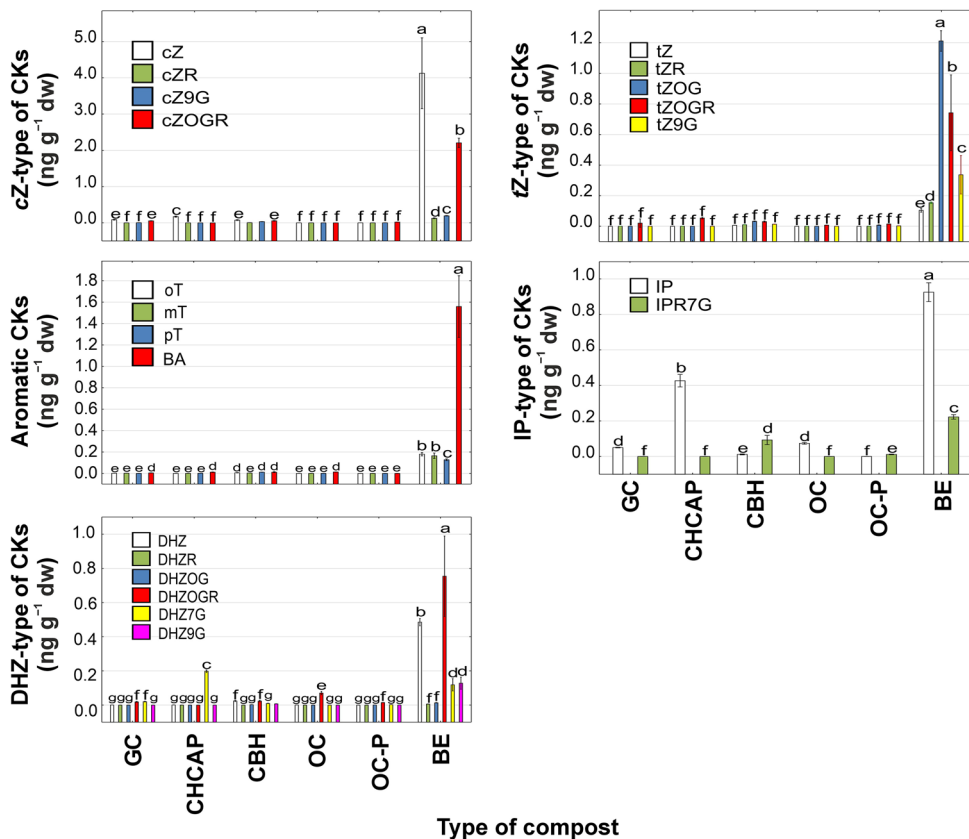 cZ-type of CKs
(ng g⁻¹ dw)
5.0
4.0
3.0
2.0
1.0
0.0
cZ
cZR
cZ9G
cZOGR
e f f e
c f f f
e e
f f f f
f f f f
a d c b
tZ-type of CKs
(ng g⁻¹ dw)
1.2
1.0
0.8
0.6
0.4
0.2
0.0
tZ
tZR
tZOG
tZOGR
tZ9G
f f f f f
f f f f f
f f f f f
f f f f f
f f f f f
e d a b c
Aromatic CKs
(ng g⁻¹ dw)
1.8
1.6
1.4
1.2
1.0
0.8
0.6
0.4
0.2
0.0
oT
mT
pT
BA
e e e d
e e e d
d e d d
e e e d
e e e e
b b c a
IP-type of CKs
(ng g⁻¹ dw)
1.0
0.8
0.6
0.4
0.2
0.0
IP
IPR7G
d f
b f
e d
d f
f e
a c
GC
CHCAP
CBH
OC
OC-P
BE
DHZ-type of CKs
(ng g⁻¹ dw)
1.0
0.8
0.6
0.4
0.2
0.0
DHZ
DHZR
DHZOG
DHZOGR
DHZ7G
DHZ9G
g g g f f g
g g g g c g
f g g f g
g g g e g g
g g g f g g
b f f a d d
GC
CHCAP
CBH
OC
OC-P
BE
Type of compost